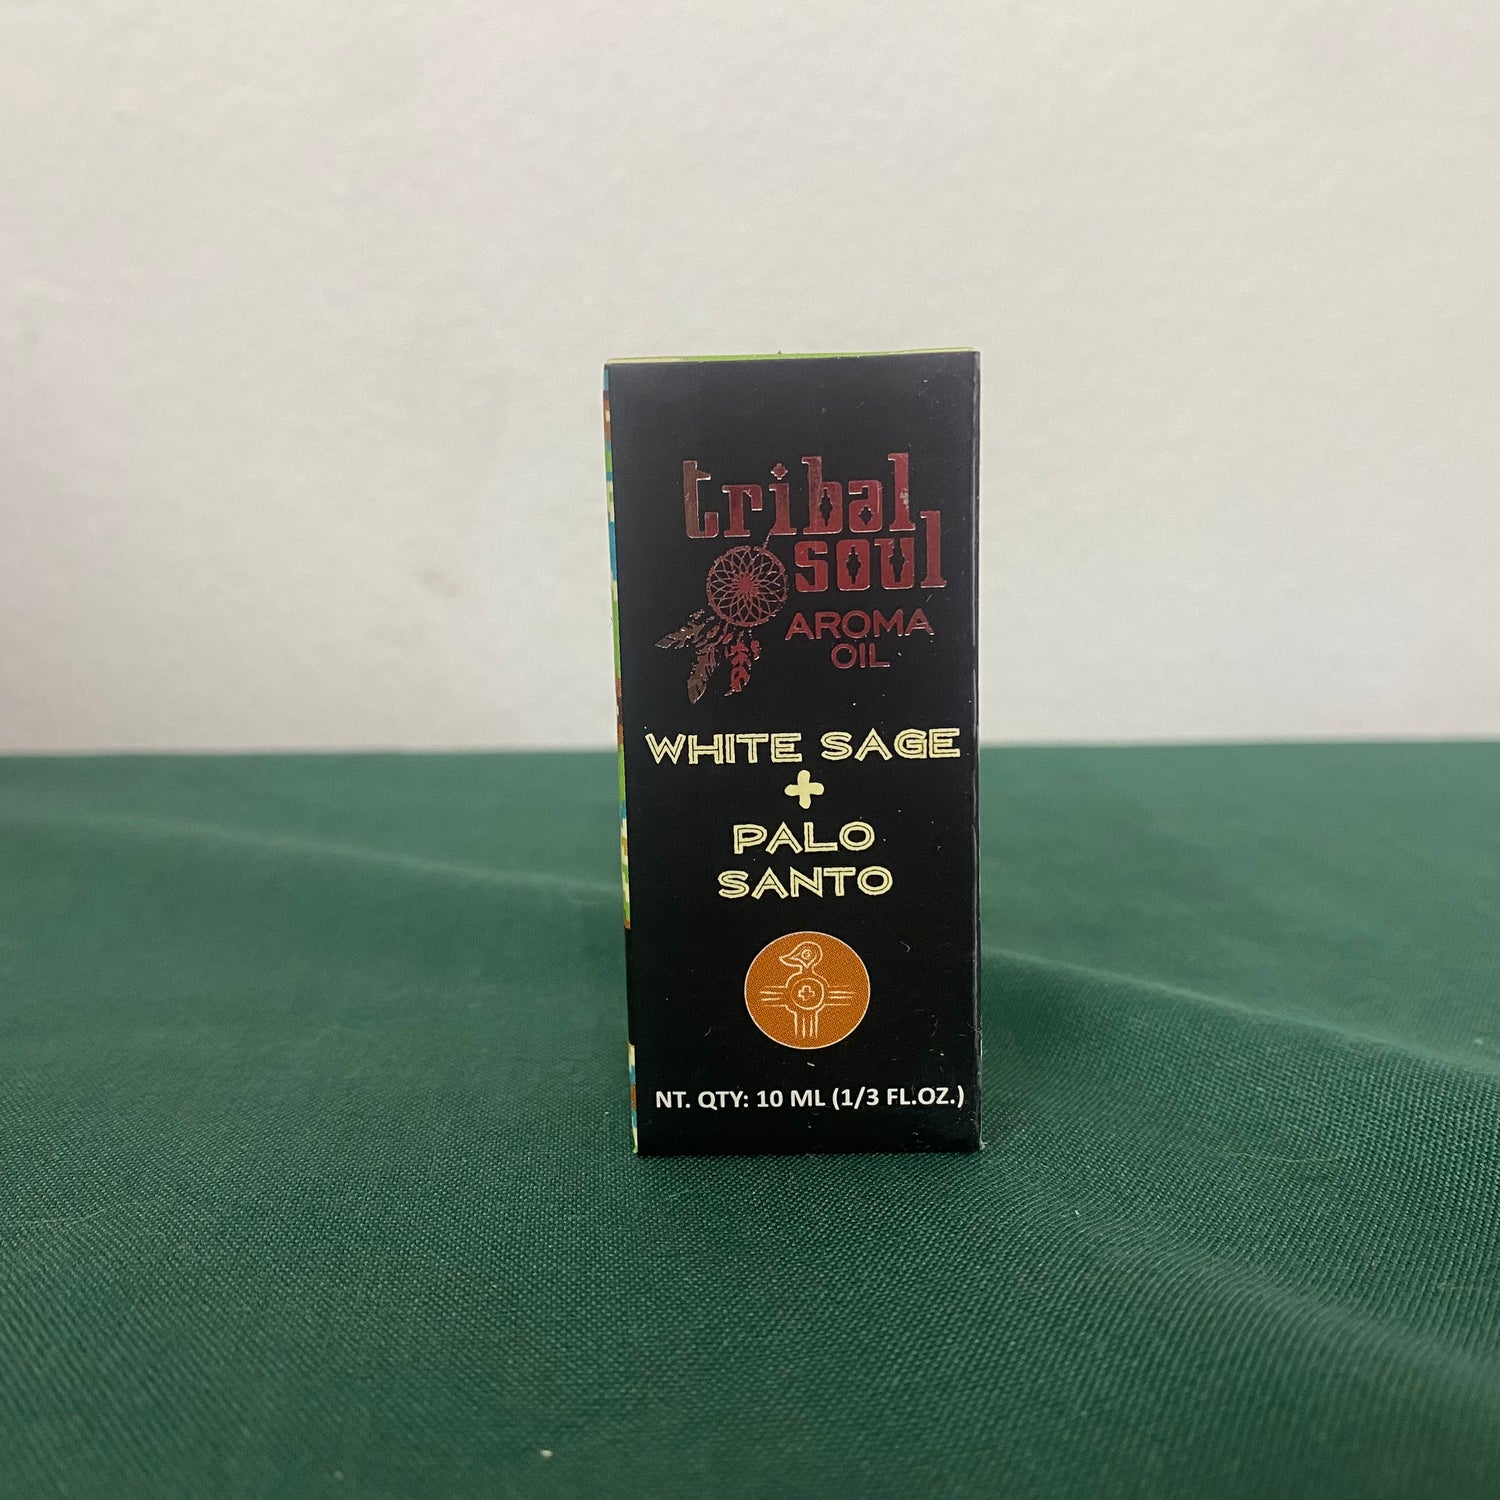 tribal
soul
AROMA
OIL
WHITE SAGE
+
PALO
SANTO
NT. QTY: 10 ML (1/3 FL.OZ.)